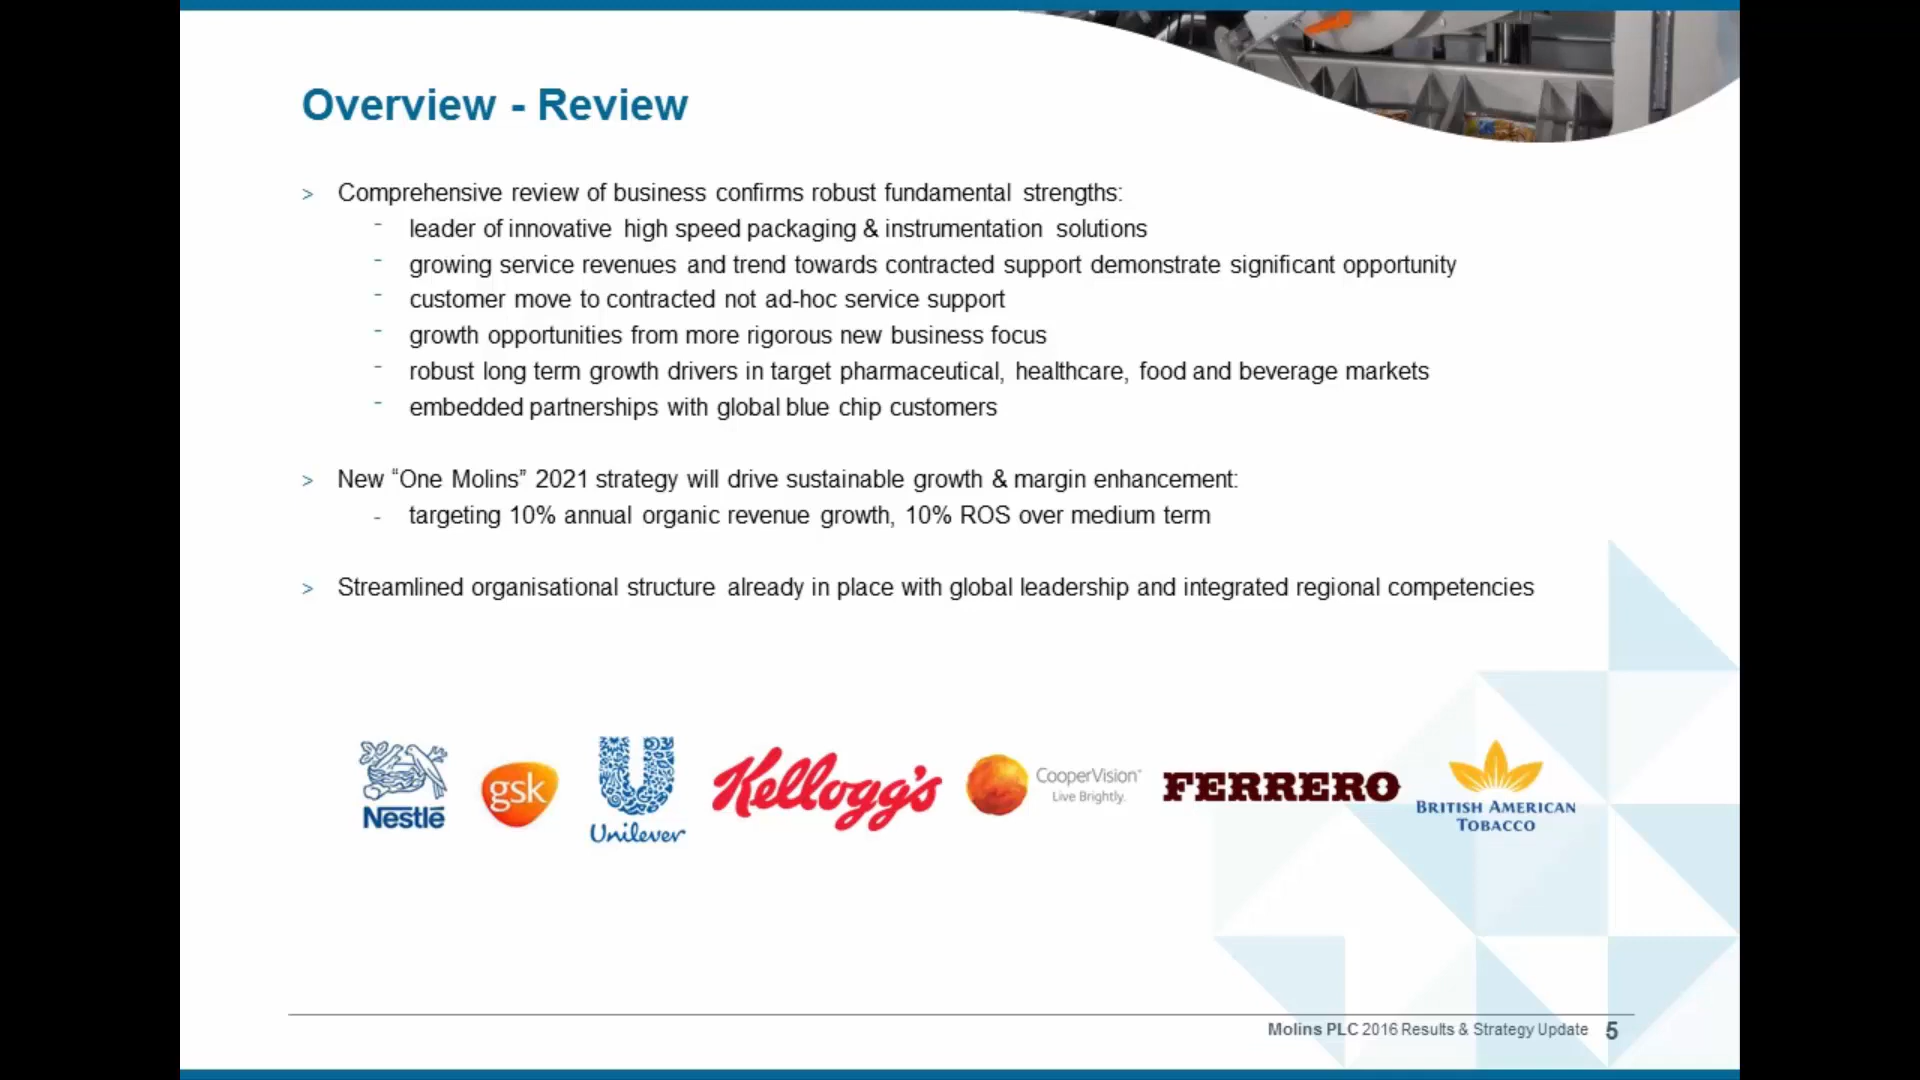 Overview - Review
> Comprehensive review of business confirms robust fundamental strengths:
- leader of innovative high speed packaging & instrumentation solutions
- growing service revenues and trend towards contracted support demonstrate significant opportunity
- customer move to contracted not ad-hoc service support
- growth opportunities from more rigorous new business focus
- robust long term growth drivers in target pharmaceutical, healthcare, food and beverage markets
- embedded partnerships with global blue chip customers
> New “One Molins” 2021 strategy will drive sustainable growth & margin enhancement:
- targeting 10% annual organic revenue growth, 10% ROS over medium term
> Streamlined organisational structure already in place with global leadership and integrated regional competencies
Nestlé
gsk
Unilever
Kellogg's
CooperVision™
Live Brightly.
FERRERO
BRITISH AMERICAN
TOBACCO
Molins PLC 2016 Results & Strategy Update 5